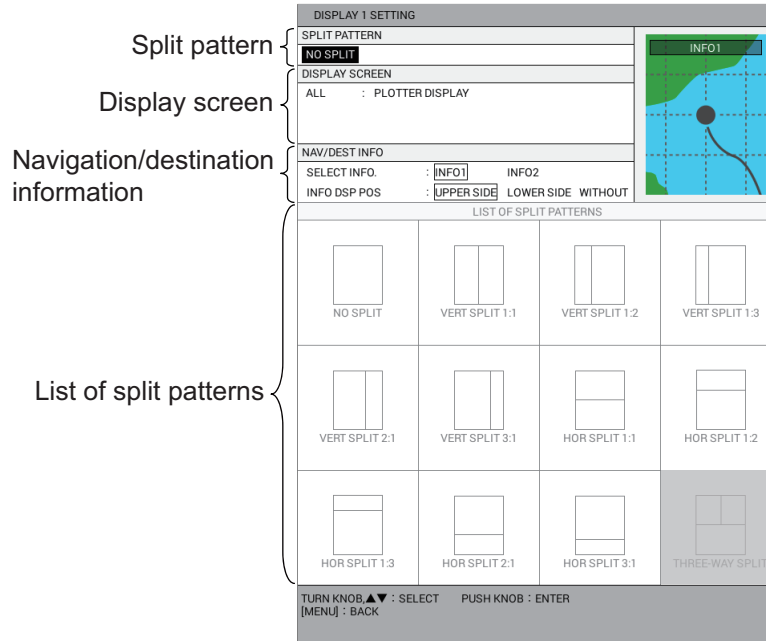 DISPLAY 1 SETTING
Split pattern
SPLIT PATTERN
NO SPLIT
INFO1
Display screen
DISPLAY SCREEN
ALL : PLOTTER DISPLAY
Navigation/destination
information
NAV/DEST INFO
SELECT INFO. : INFO1 INFO2
INFO DSP POS : UPPER SIDE LOWER SIDE WITHOUT
List of split patterns
LIST OF SPLIT PATTERNS
NO SPLIT VERT SPLIT 1:1 VERT SPLIT 1:2 VERT SPLIT 1:3
VERT SPLIT 2:1 VERT SPLIT 3:1 HOR SPLIT 1:1 HOR SPLIT 1:2
HOR SPLIT 1:3 HOR SPLIT 2:1 HOR SPLIT 3:1 THREE-WAY SPLIT
TURN KNOB,▲▼ : SELECT PUSH KNOB : ENTER
[MENU] : BACK